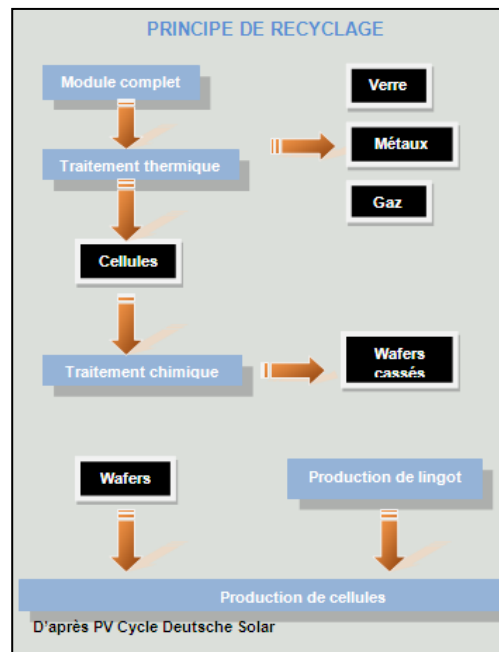 PRINCIPE DE RECYCLAGE
Module complet
Verre
Métaux
Traitement thermique
Gaz
Cellules
Wafers
cassés
Traitement chimique
Wafers
Production de lingot
Production de cellules
D'après PV Cycle Deutsche Solar